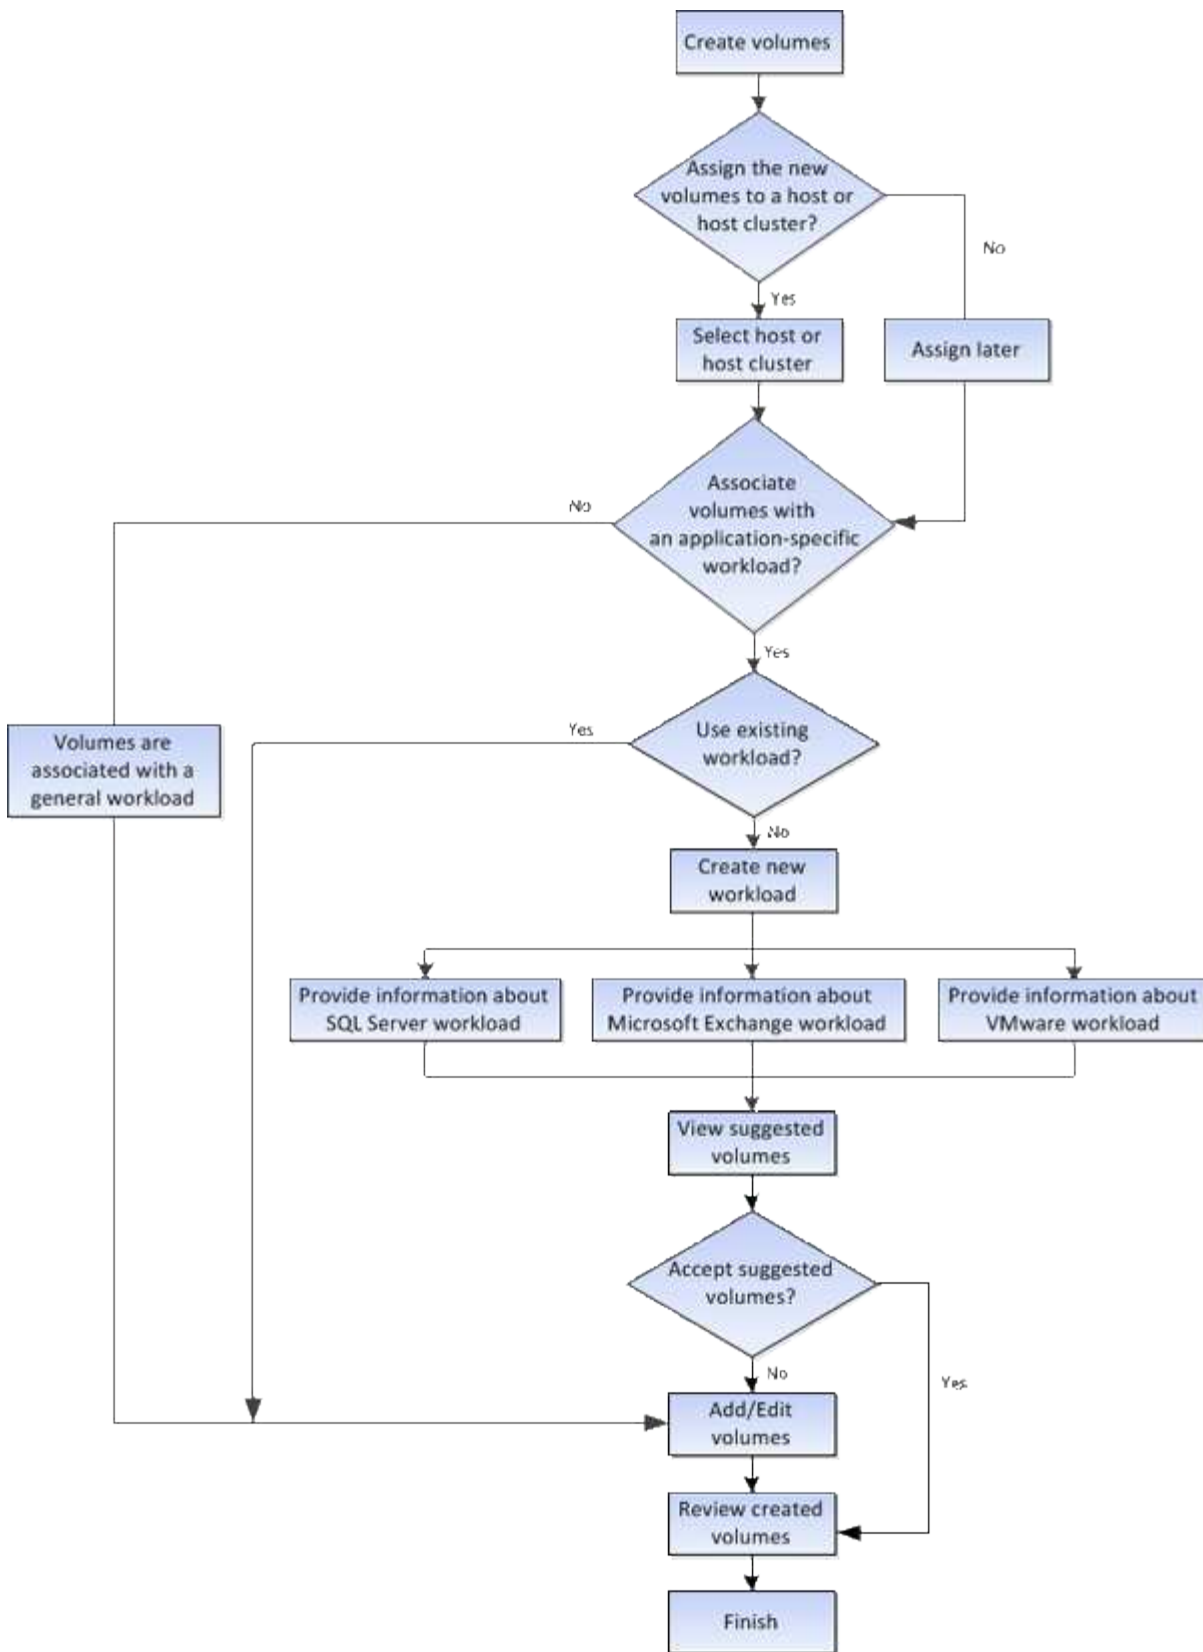 Create volumes
Assign the new
volumes to a host or
host cluster?
No
Yes
Select host or
host cluster
Assign later
Associate
volumes with
an application-specific
workload?
No
Yes
Use existing
workload?
Yes
Volumes are
associated with a
general workload
No
Create new
workload
Provide information about
SQL Server workload
Provide information about
Microsoft Exchange workload
Provide information about
VMware workload
View suggested
volumes
Accept suggested
volumes?
No
Yes
Add/Edit
volumes
Review created
volumes
Finish